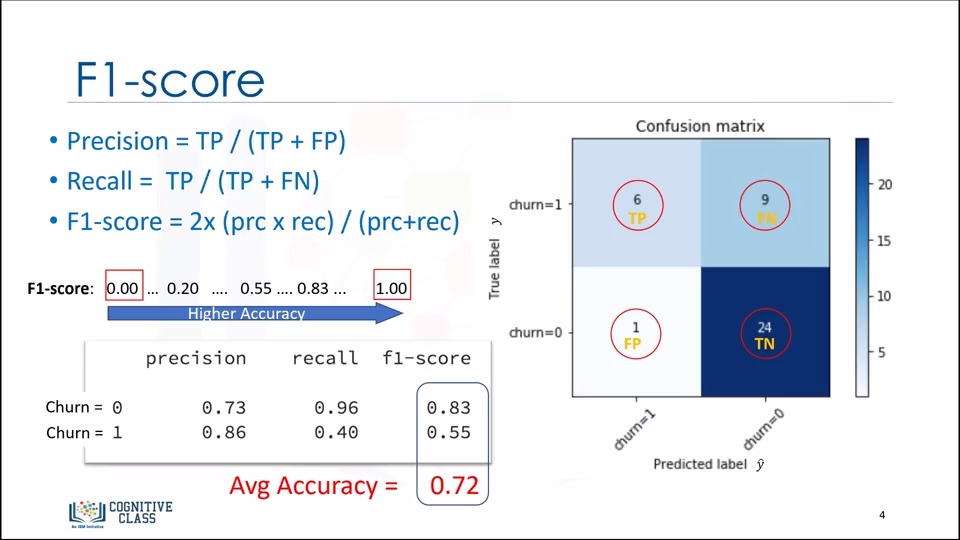 F1-score
• Precision = TP / (TP + FP)
• Recall = TP / (TP + FN)
• F1-score = 2x (prc x rec) / (prc+rec)
F1-score: 0.00 ... 0.20 .... 0.55 .... 0.83 ... 1.00
Higher Accuracy
precision recall f1-score
Churn = 0 0.73 0.96 0.83
Churn = 1 0.86 0.40 0.55
Avg Accuracy = 0.72
Confusion matrix
True label y
churn=1
churn=0
6
TP
9
FN
1
FP
24
TN
churn=1
churn=0
Predicted label ŷ
20
15
10
5
COGNITIVE
CLASS
An IBM Initiative
4